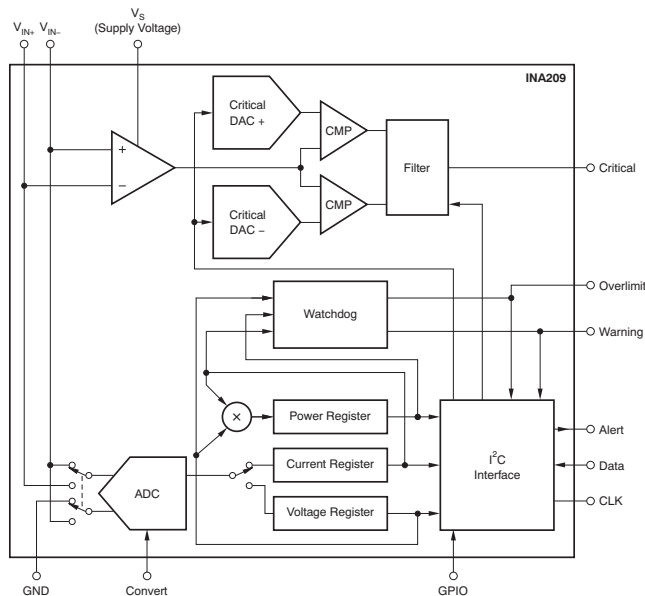 V_S
(Supply Voltage)
V_IN+
V_IN−
INA209
Critical
DAC +
CMP
Filter
Critical
+
−
Critical
DAC −
CMP
Overlimit
Watchdog
Warning
×
Power Register
Alert
I²C
Interface
Current Register
Data
ADC
CLK
Voltage Register
GND
Convert
GPIO